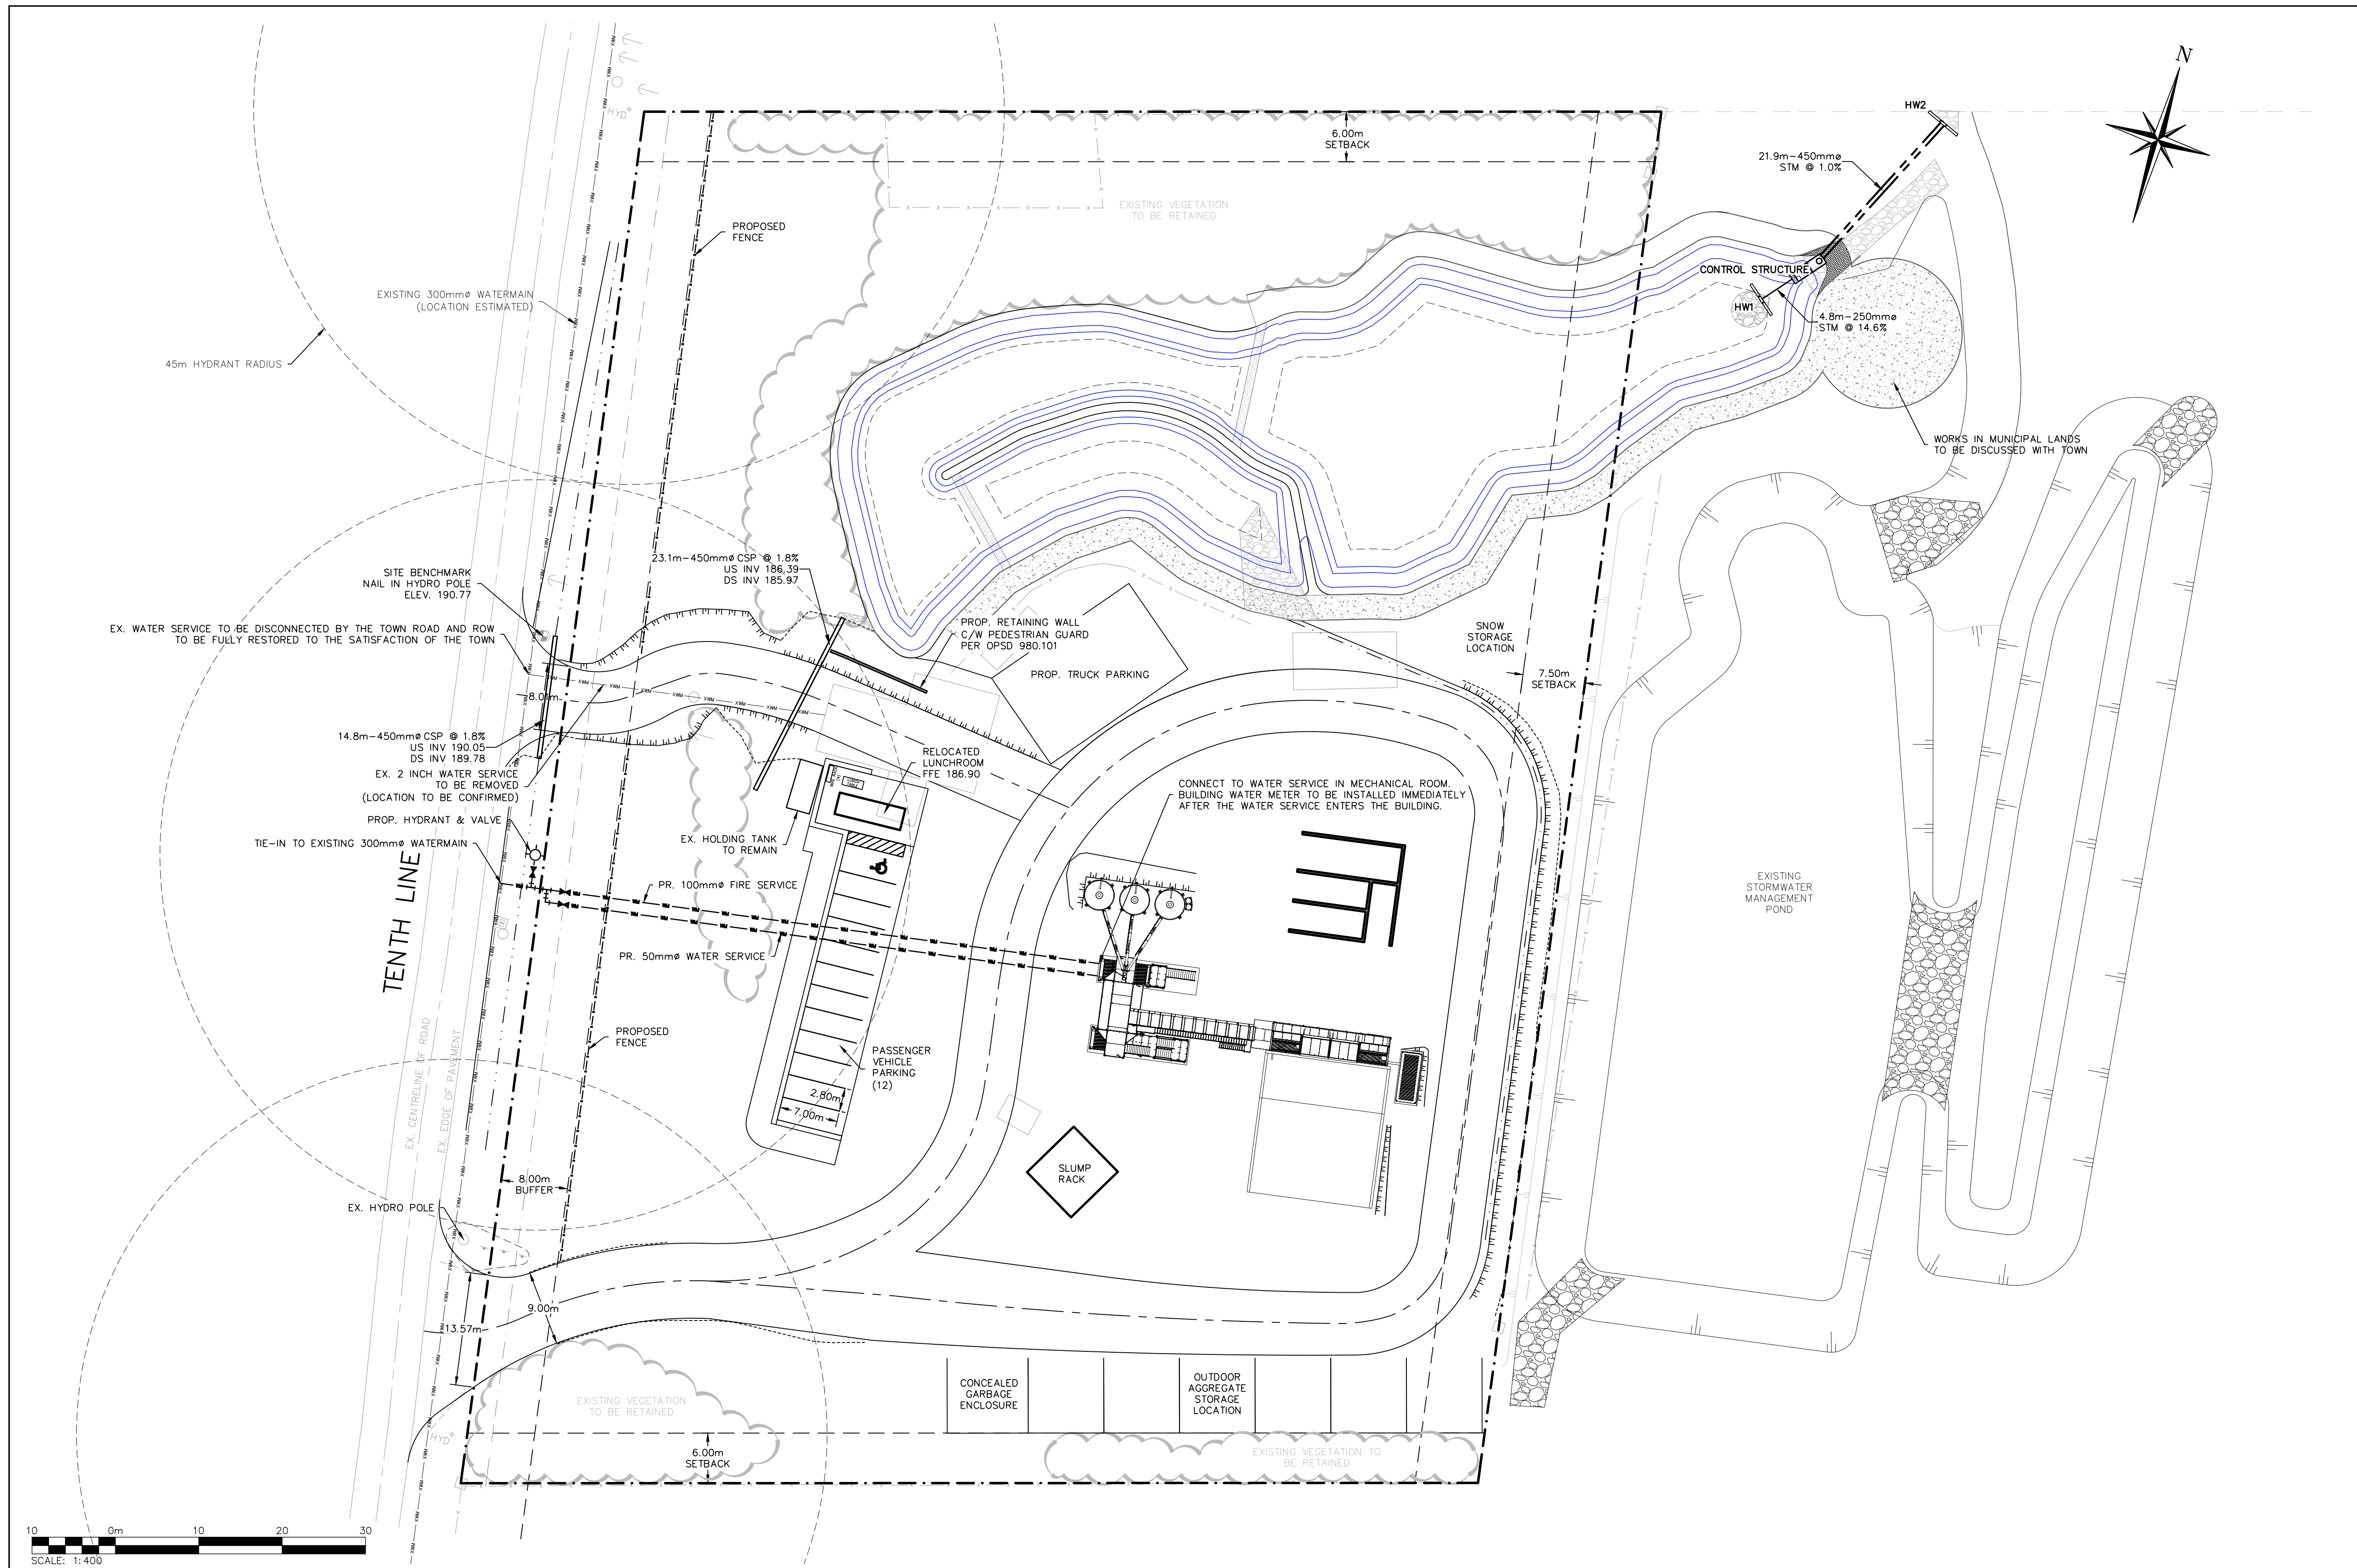 N
HW2
6.00m
SETBACK
21.9m-450mmø
STM @ 1.0%
HYD
PROPOSED
FENCE
EXISTING VEGETATION
TO BE RETAINED
CONTROL STRUCTURE
HW1
4.8m-250mmø
STM @ 14.6%
EXISTING 300mmø WATERMAIN
(LOCATION ESTIMATED)
45m HYDRANT RADIUS
WORKS IN MUNICIPAL LANDS
TO BE DISCUSSED WITH TOWN
23.1m-450mmø CSP @ 1.8%
US INV 186.39
DS INV 185.97
SITE BENCHMARK
NAIL IN HYDRO POLE
ELEV. 190.77
EX. WATER SERVICE TO BE DISCONNECTED BY THE TOWN ROAD AND ROW
TO BE FULLY RESTORED TO THE SATISFACTION OF THE TOWN
PROP. RETAINING WALL
C/W PEDESTRIAN GUARD
PER OPSD 980.101
SNOW
STORAGE
LOCATION
PROP. TRUCK PARKING
7.50m
SETBACK
8.01m
14.8m-450mmø CSP @ 1.8%
US INV 190.05
DS INV 189.78
EX. 2 INCH WATER SERVICE
TO BE REMOVED
(LOCATION TO BE CONFIRMED)
RELOCATED
LUNCHROOM
FFE 186.90
CONNECT TO WATER SERVICE IN MECHANICAL ROOM.
BUILDING WATER METER TO BE INSTALLED IMMEDIATELY
AFTER THE WATER SERVICE ENTERS THE BUILDING.
PROP. HYDRANT & VALVE
TIE-IN TO EXISTING 300mmø WATERMAIN
EX. HOLDING TANK
TO REMAIN
PR. 100mmø FIRE SERVICE
EXISTING
STORMWATER
MANAGEMENT
POND
TENTH LINE
PR. 50mmø WATER SERVICE
PROPOSED
FENCE
EX. CENTRELINE OF ROAD
EX. EDGE OF PAVEMENT
PASSENGER
VEHICLE
PARKING
(12)
2.80m
7.00m
SLUMP
RACK
8.00m
BUFFER
EX. HYDRO POLE
9.00m
13.57m
CONCEALED
GARBAGE
ENCLOSURE
OUTDOOR
AGGREGATE
STORAGE
LOCATION
EXISTING VEGETATION
TO BE RETAINED
HYD
6.00m
SETBACK
EXISTING VEGETATION TO
BE RETAINED
10 0m 10 20 30
SCALE: 1:400